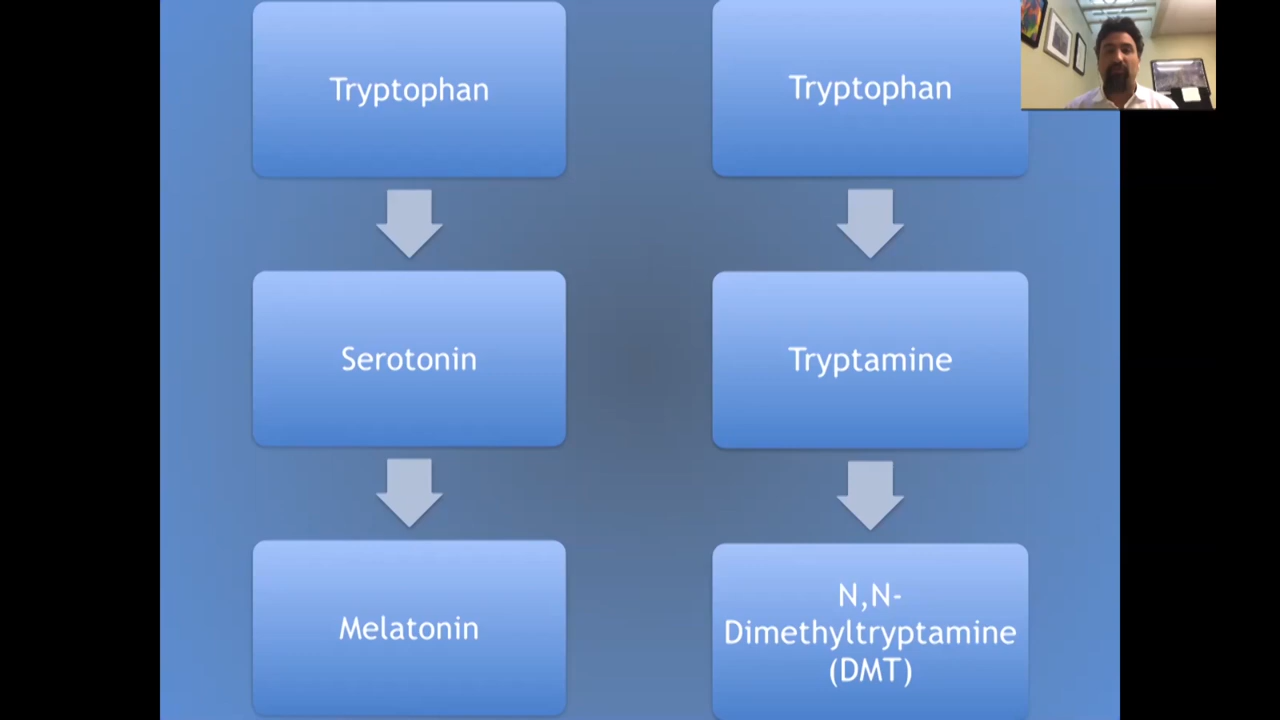 Tryptophan
Tryptophan
Serotonin
Tryptamine
Melatonin
N,N-
Dimethyltryptamine
(DMT)